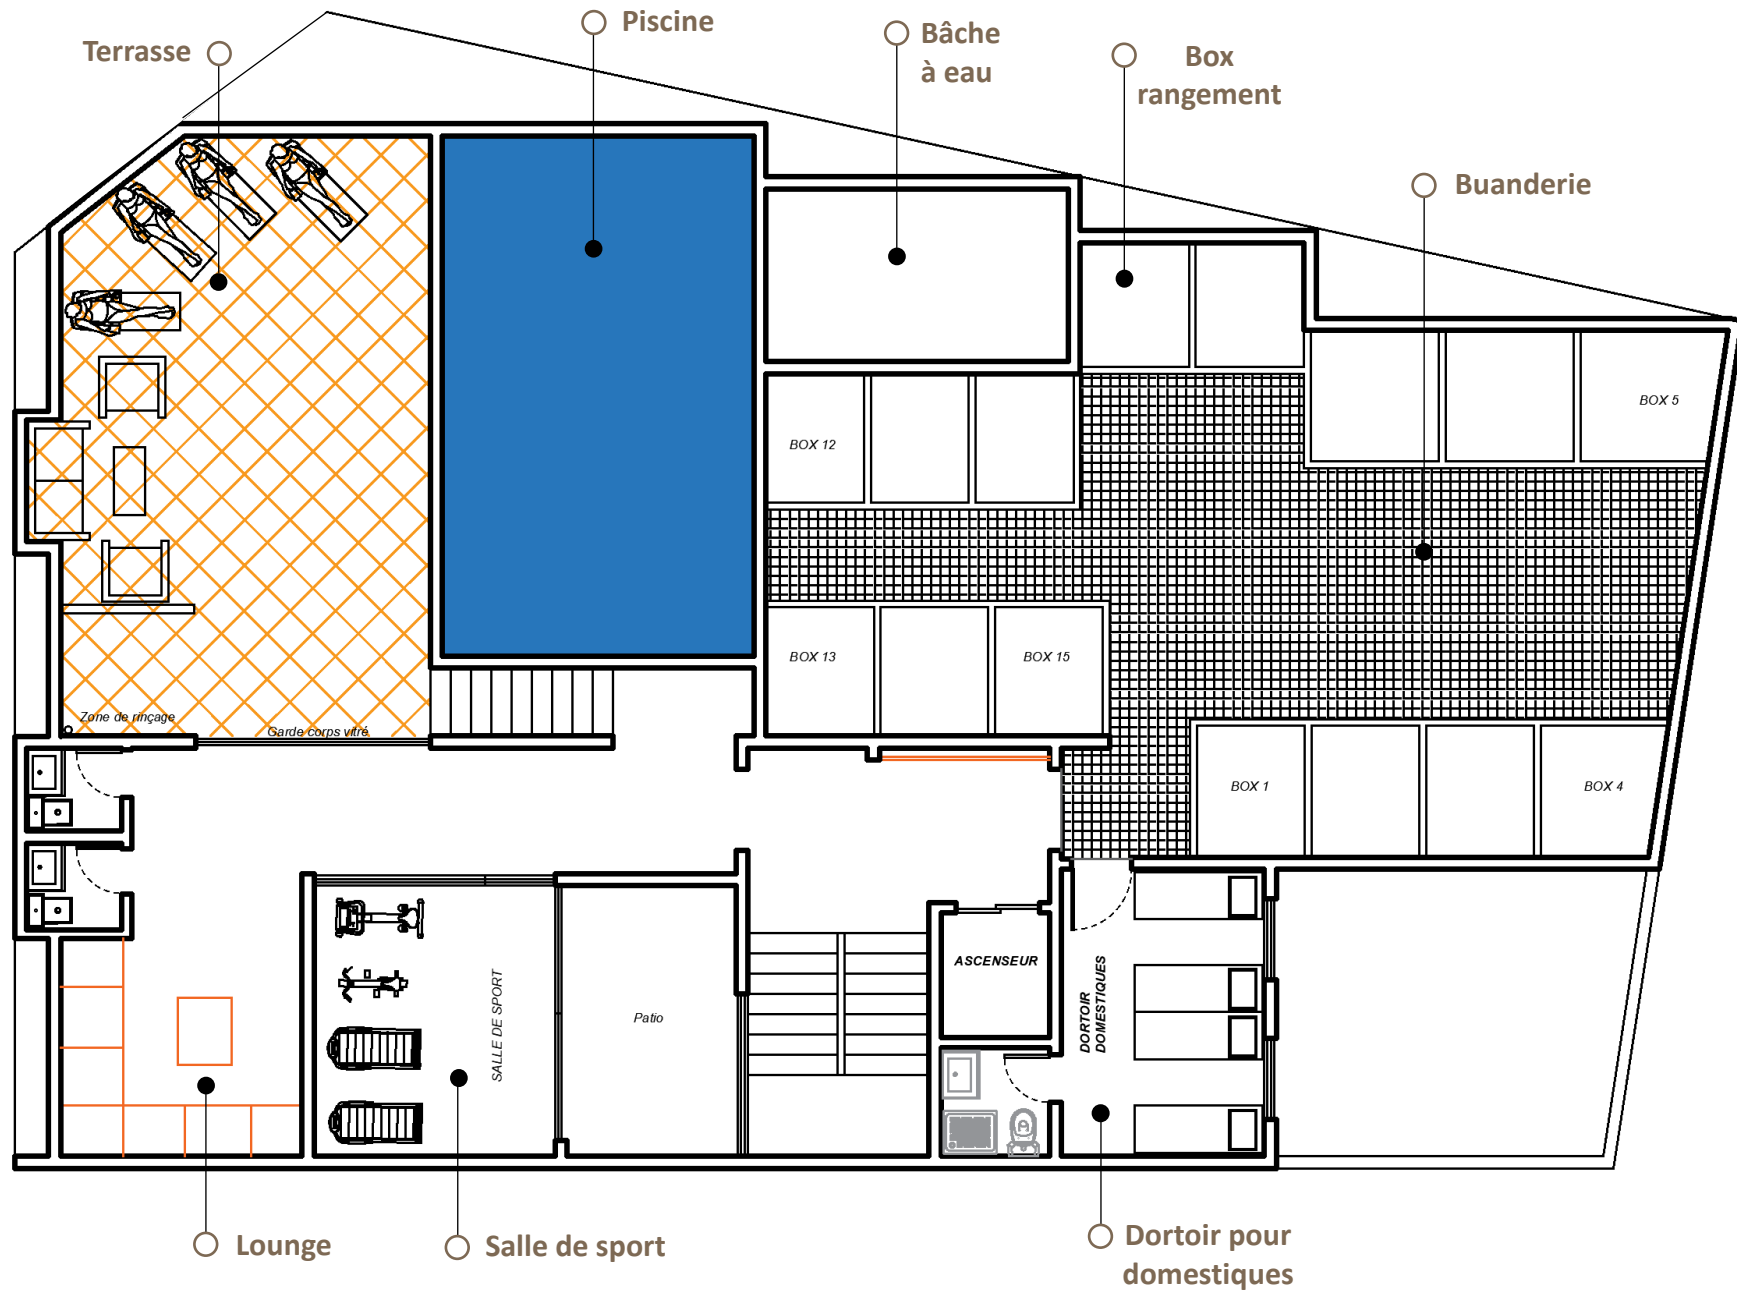 Piscine
Terrasse
Bâche
à eau
Box
rangement
Buanderie
BOX 5
BOX 12
BOX 13
BOX 15
Zone de rinçage
Garde corps vitré
BOX 1
BOX 4
ASCENSEUR
SALLE DE SPORT
Patio
DORTOIR
DOMESTIQUES
Lounge
Salle de sport
Dortoir pour
domestiques